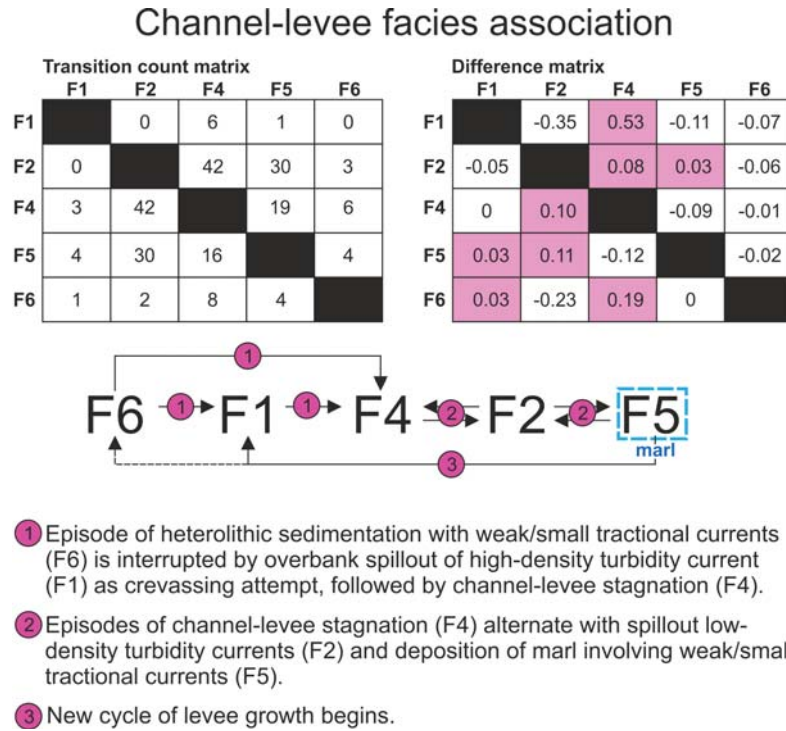 Channel-levee facies association
Transition count matrix
F1 F2 F4 F5 F6
F1 0 6 1 0
F2 0 42 30 3
F4 3 42 19 6
F5 4 30 16 4
F6 1 2 8 4
Difference matrix
F1 F2 F4 F5 F6
F1 -0.35 0.53 -0.11 -0.07
F2 -0.05 0.08 0.03 -0.06
F4 0 0.10 -0.09 -0.01
F5 0.03 0.11 -0.12 -0.02
F6 0.03 -0.23 0.19 0
1
F6 1 F1 1 F4 2 F2 2 F5
marl
3
1 Episode of heterolithic sedimentation with weak/small tractional currents
(F6) is interrupted by overbank spillout of high-density turbidity current
(F1) as crevassing attempt, followed by channel-levee stagnation (F4).
2 Episodes of channel-levee stagnation (F4) alternate with spillout low-
density turbidity currents (F2) and deposition of marl involving weak/small
tractional currents (F5).
3 New cycle of levee growth begins.